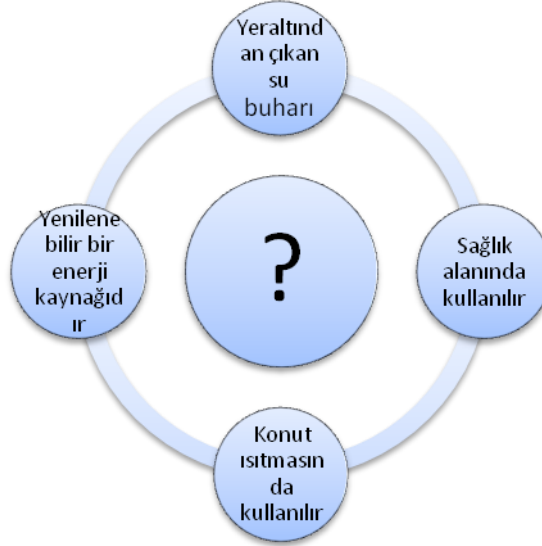 Yeraltınd
an çıkan
su
buharı
Yenilene
bilir bir
enerji
kaynağıd
ır
?
Sağlık
alanında
kullanılır
Konut
ısıtmasın
da
kullanılır